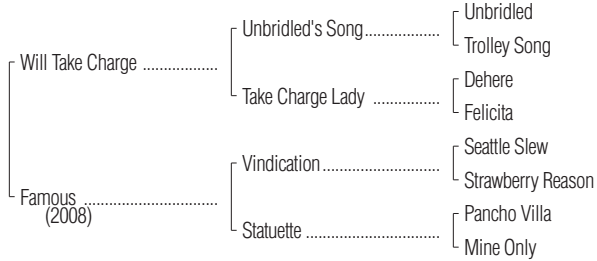 Unbridled
Unbridled's Song..................
Trolley Song
Will Take Charge ..................
Dehere
Take Charge Lady ................
Felicita
Seattle Slew
Vindication............................
Strawberry Reason
Famous ................................
(2008)
Pancho Villa
Statuette ................................
Mine Only